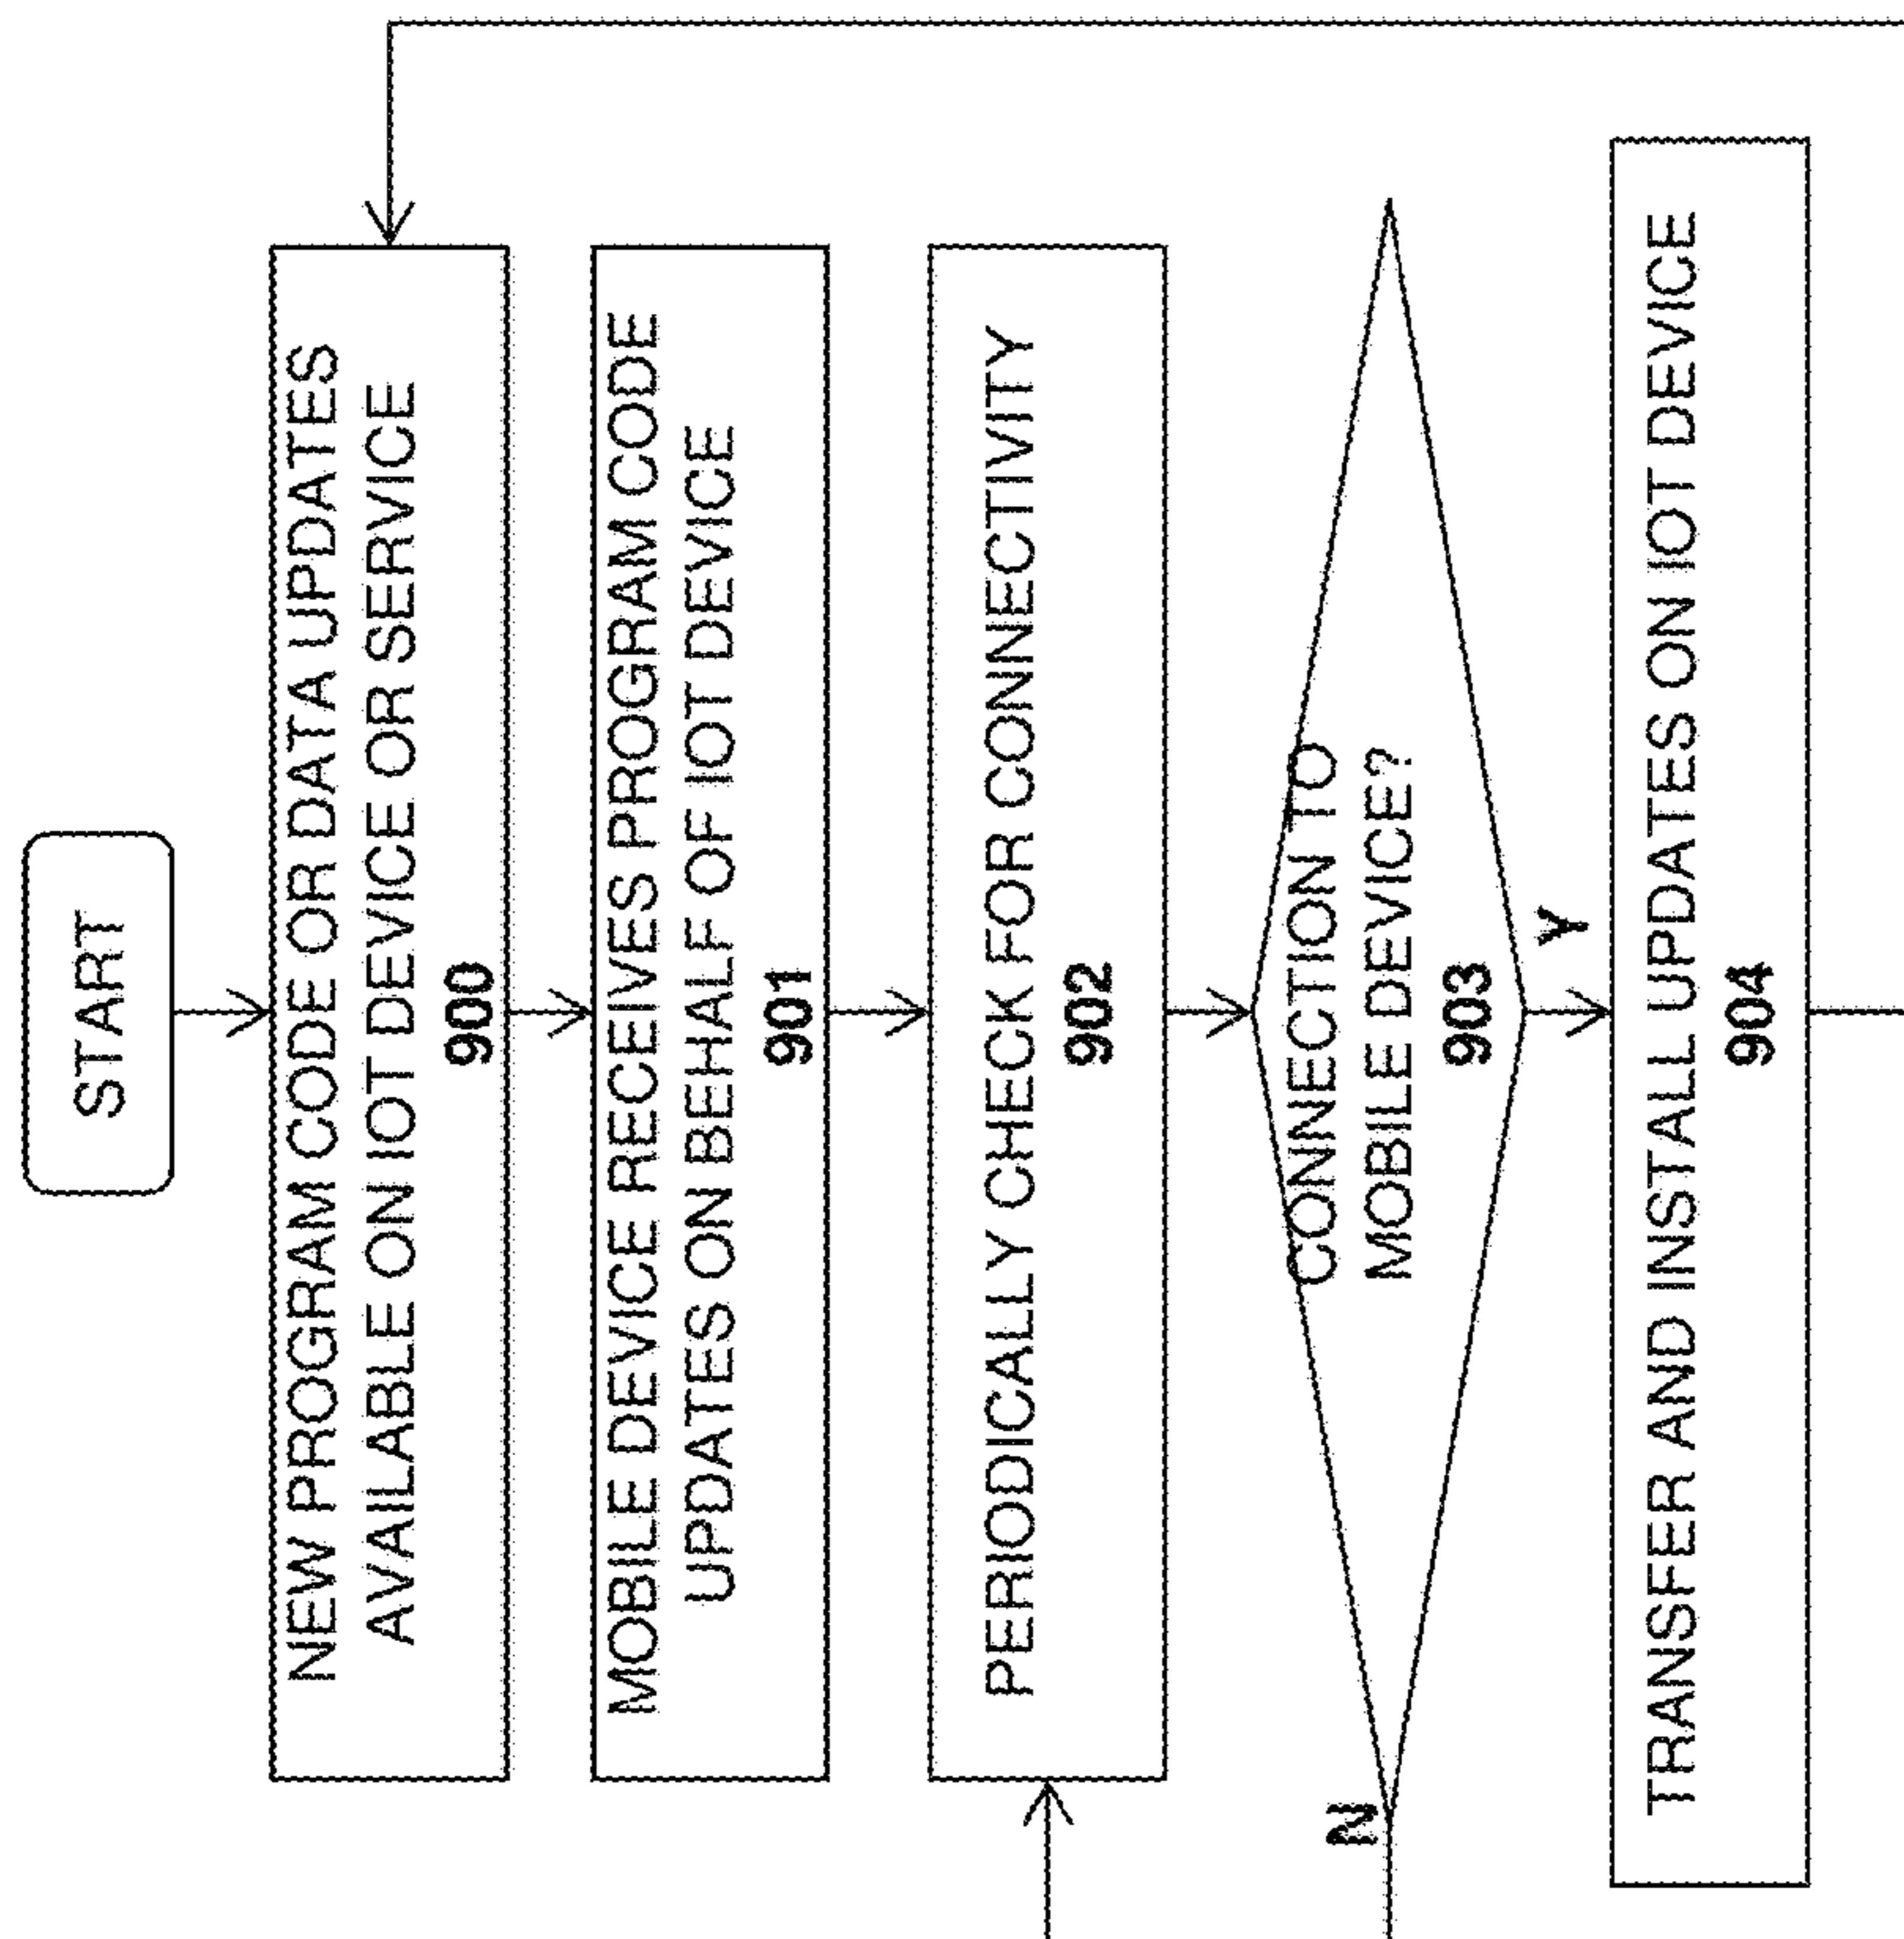 START
NEW PROGRAM CODE OR DATA UPDATES
AVAILABLE ON IOT DEVICE OR SERVICE
900
MOBILE DEVICE RECEIVES PROGRAM CODE
UPDATES ON BEHALF OF IOT DEVICE
901
PERIODICALLY CHECK FOR CONNECTIVITY
902
CONNECTION TO
MOBILE DEVICE?
903
N
Y
TRANSFER AND INSTALL UPDATES ON IOT DEVICE
904